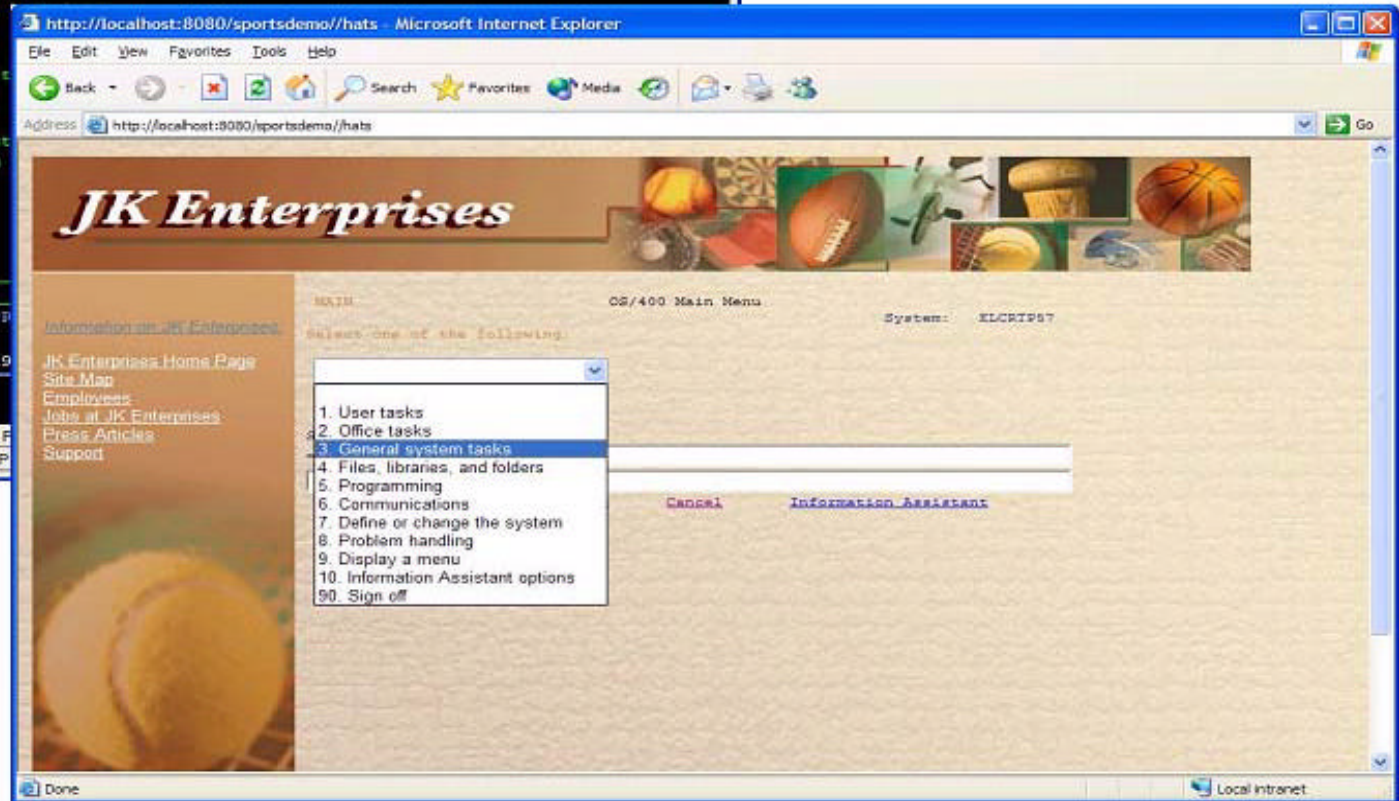 http://localhost:8080/sportsdemo//hats - Microsoft Internet Explorer
File Edit View Favorites Tools Help
Back Search Favorites Media
Address http://localhost:8080/sportsdemo//hats Go
JK Enterprises
MAIN OS/400 Main Menu
System:
Information on JK Enterprises
Select one of the following:
JK Enterprises Home Page
Site Map
Employees
Jobs at JK Enterprises
Press Articles
Support
1. User tasks
2. Office tasks
3. General system tasks
4. Files, libraries, and folders
5. Programming
6. Communications
7. Define or change the system
8. Problem handling
9. Display a menu
10. Information Assistant options
90. Sign off
Cancel Information Assistant
Done Local intranet